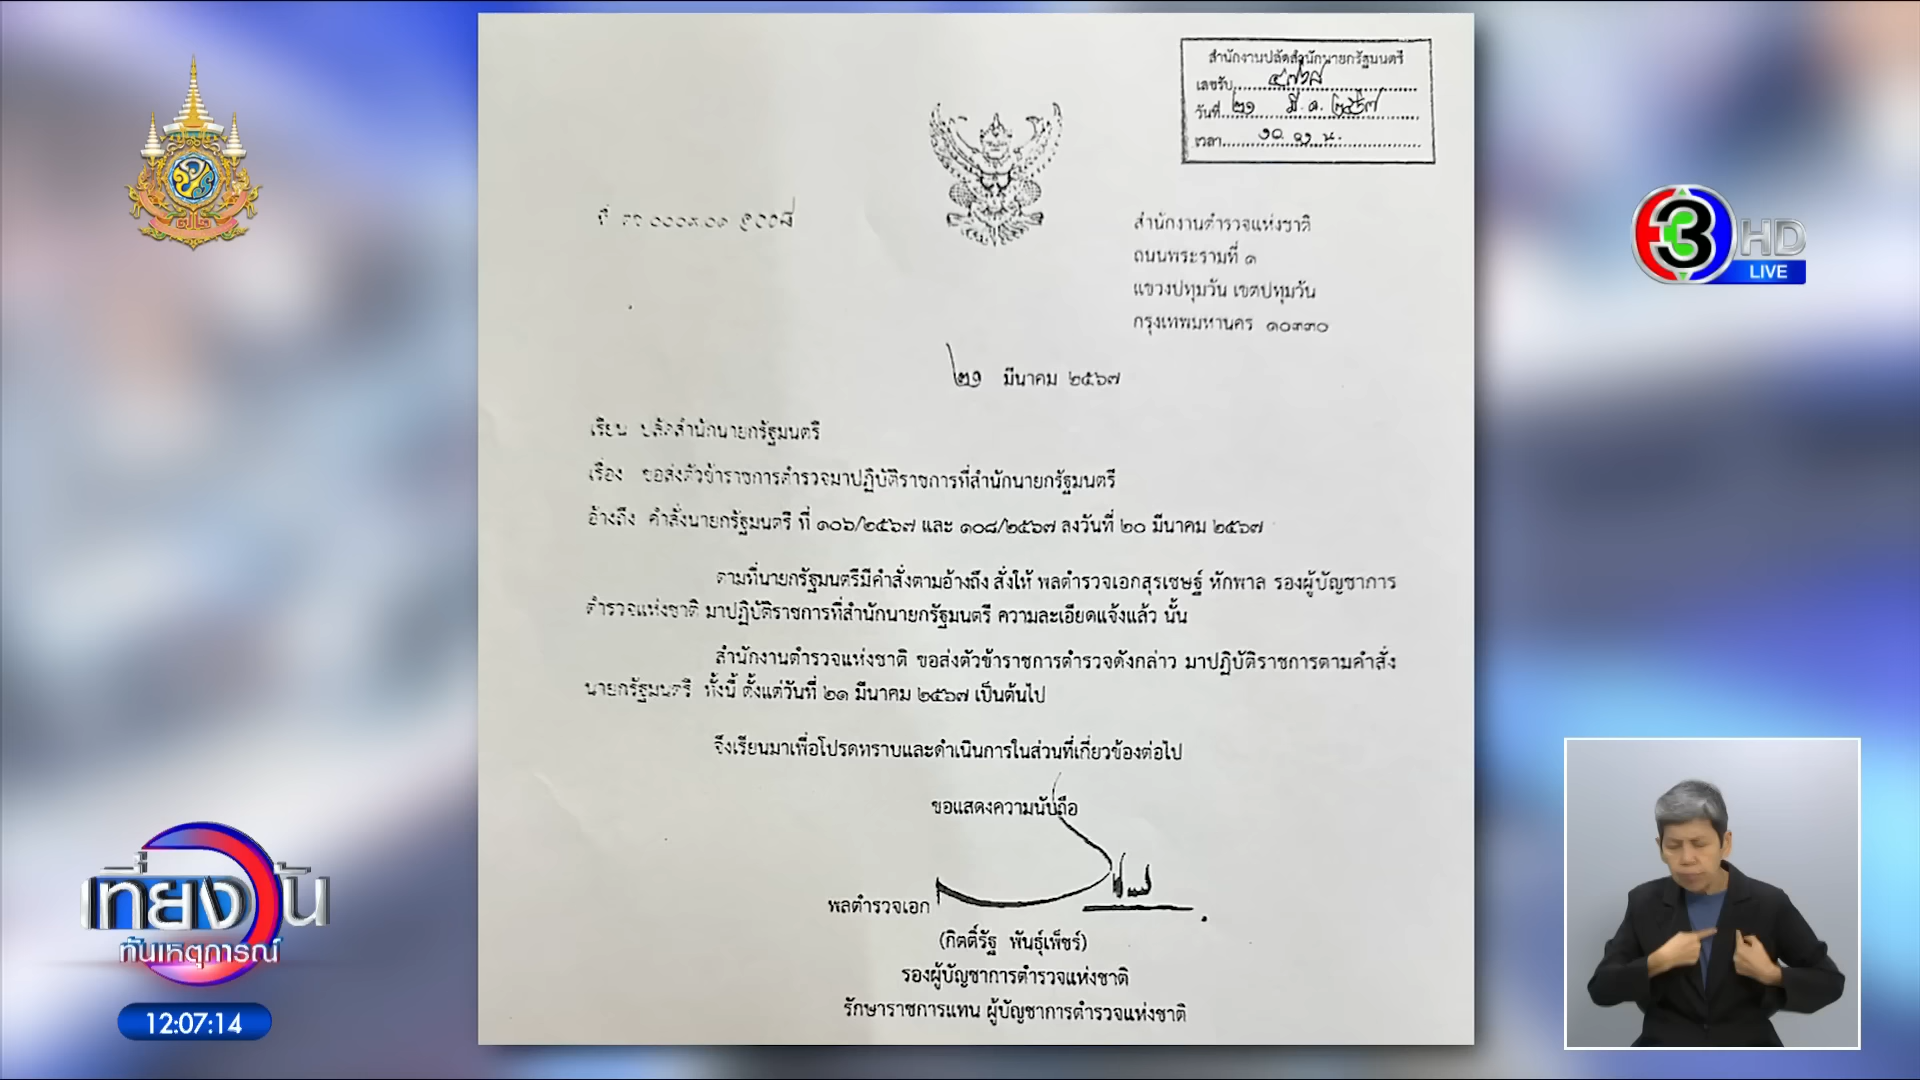 สำนักงานปลัดสำนักนายกรัฐมนตรี
เลขรับ
วันที่ ๒๑ มี.ค. ๒๕๖๗
เวลา
สำนักงานตำรวจแห่งชาติ
ถนนพระรามที่ ๑
แขวงปทุมวัน เขตปทุมวัน
กรุงเทพมหานคร ๑๐๓๓๐
๒๑ มีนาคม ๒๕๖๗
เรียน ปลัดสำนักนายกรัฐมนตรี
เรื่อง ขอส่งตัวข้าราชการตำรวจมาปฏิบัติราชการที่สำนักนายกรัฐมนตรี
อ้างถึง คำสั่งนายกรัฐมนตรี ที่ ๑๐๖/๒๕๖๗ และ ๑๐๘/๒๕๖๗ ลงวันที่ ๒๐ มีนาคม ๒๕๖๗
ตามที่นายกรัฐมนตรีมีคำสั่งตามอ้างถึง สั่งให้ พลตำรวจเอกสุรเชษฐ์ หักพาล รองผู้บัญชาการ
ตำรวจแห่งชาติ มาปฏิบัติราชการที่สำนักนายกรัฐมนตรี ความละเอียดแจ้งแล้ว นั้น
สำนักงานตำรวจแห่งชาติ ขอส่งตัวข้าราชการตำรวจดังกล่าว มาปฏิบัติราชการตามคำสั่ง
นายกรัฐมนตรี ทั้งนี้ ตั้งแต่วันที่ ๒๑ มีนาคม ๒๕๖๗ เป็นต้นไป
จึงเรียนมาเพื่อโปรดทราบและดำเนินการในส่วนที่เกี่ยวข้องต่อไป
ขอแสดงความนับถือ
พลตำรวจเอก
(กิตติ์รัฐ พันธุ์เพ็ชร์)
รองผู้บัญชาการตำรวจแห่งชาติ
รักษาราชการแทน ผู้บัญชาการตำรวจแห่งชาติ
3 HD
LIVE
เที่ยงวัน
ทันเหตุการณ์
12:07:14